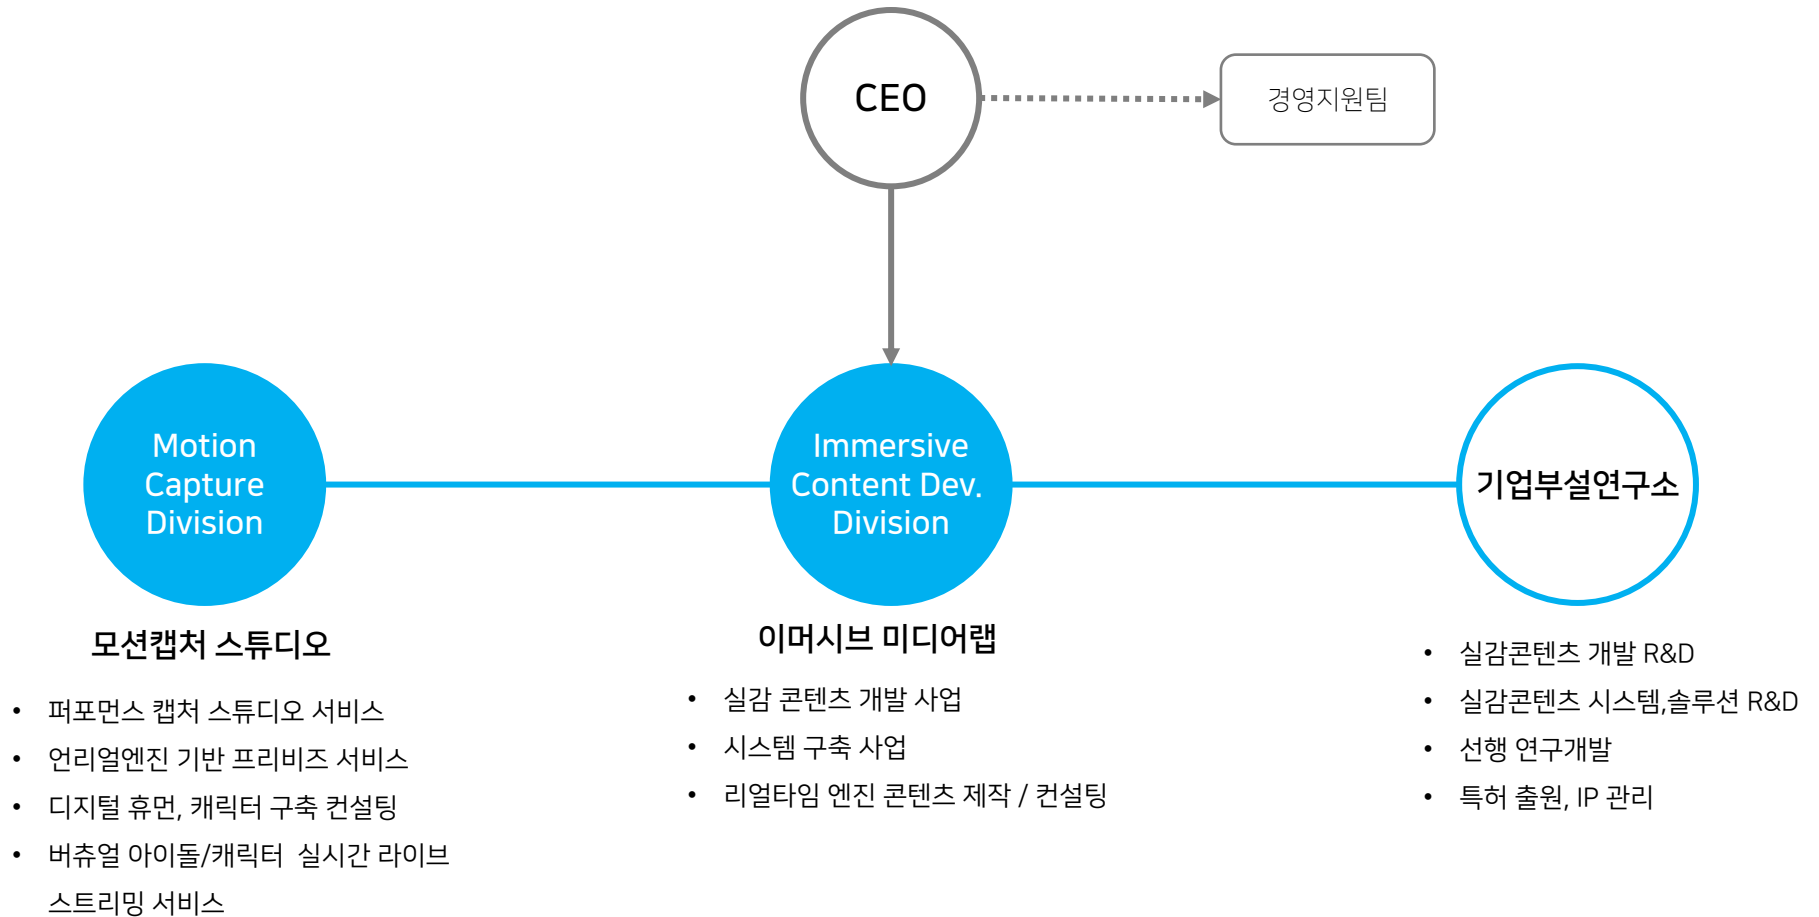 CEO
경영지원팀
Motion
Capture
Division
모션캡처 스튜디오
• 퍼포먼스 캡처 스튜디오 서비스
• 언리얼엔진 기반 프리비즈 서비스
• 디지털 휴먼, 캐릭터 구축 컨설팅
• 버츄얼 아이돌/캐릭터 실시간 라이브
스트리밍 서비스
Immersive
Content Dev.
Division
이머시브 미디어랩
• 실감 콘텐츠 개발 사업
• 시스템 구축 사업
• 리얼타임 엔진 콘텐츠 제작 / 컨설팅
기업부설연구소
• 실감콘텐츠 개발 R&D
• 실감콘텐츠 시스템,솔루션 R&D
• 선행 연구개발
• 특허 출원, IP 관리